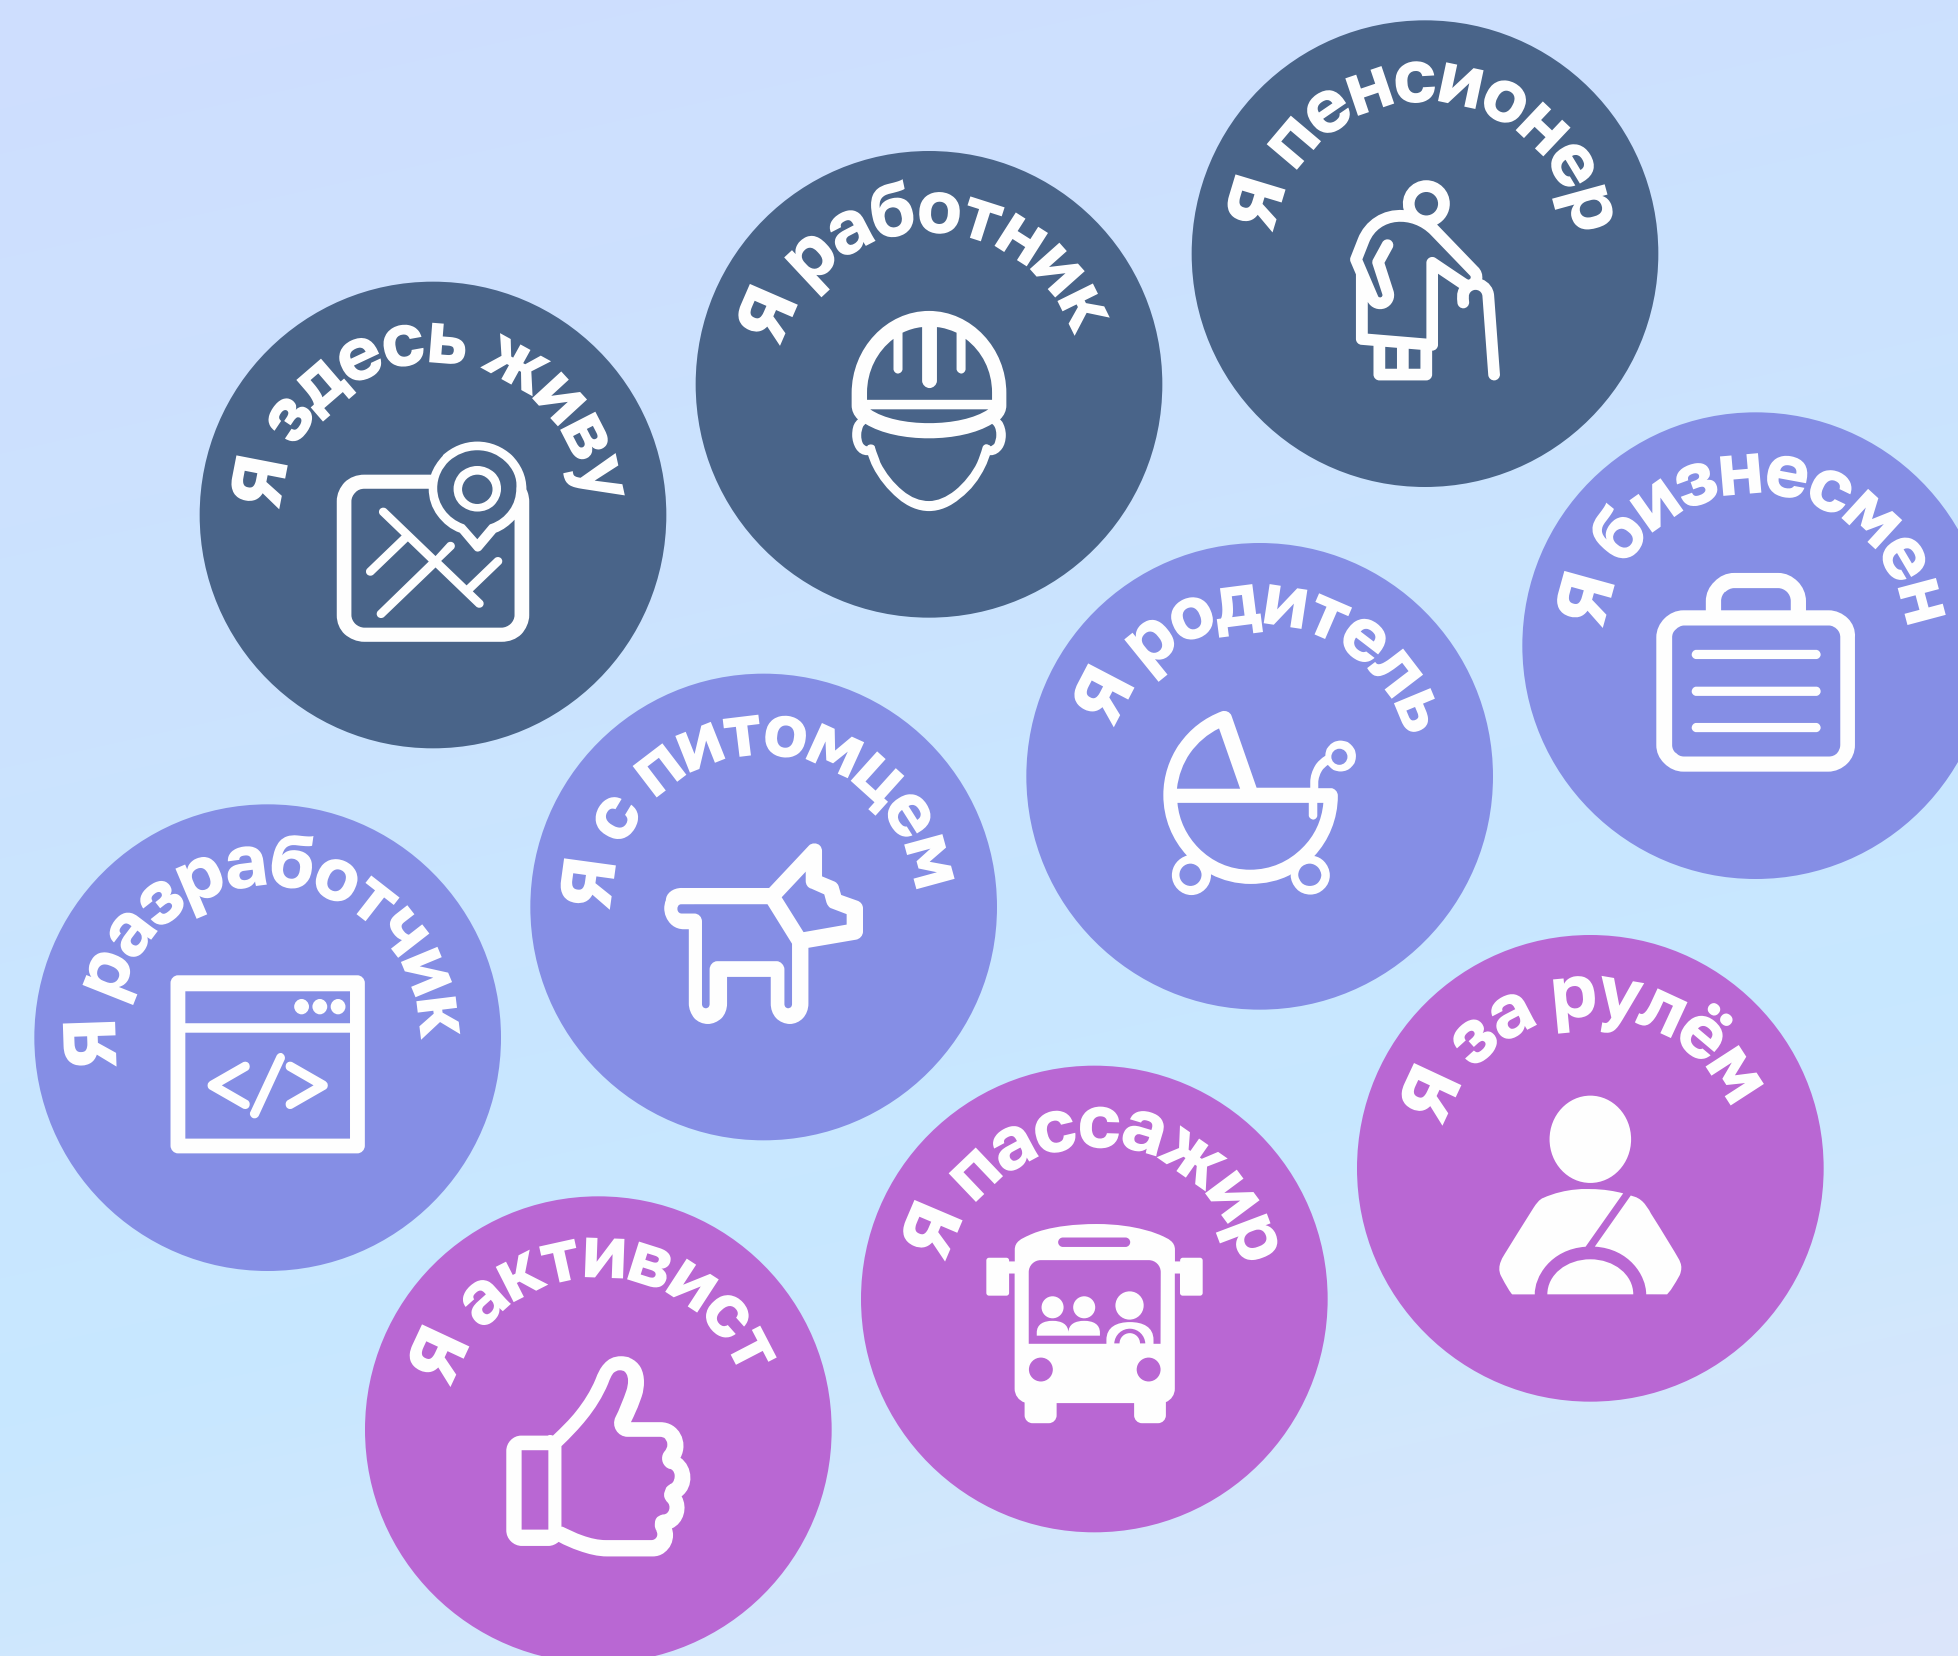 Я пенсионер
Я работник
Я здесь живу
Я бизнесмен
Я родитель
Я с питомцем
Я разработчик
Я за рулём
Я пассажир
Я активист